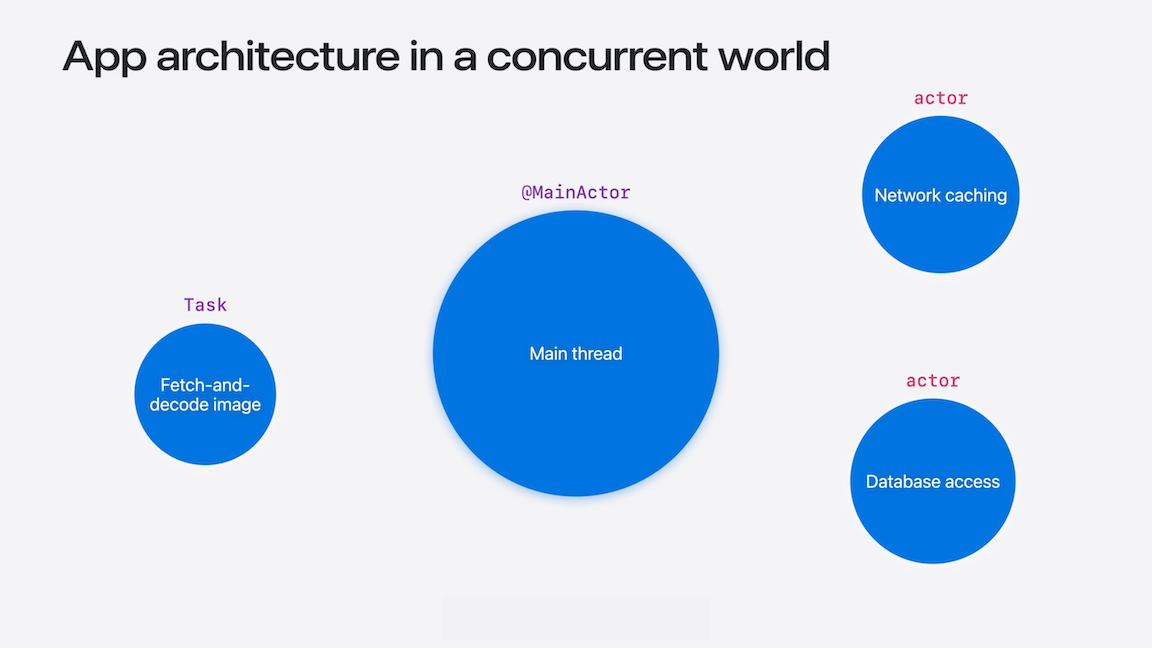 App architecture in a concurrent world
actor
Network caching
@MainActor
Main thread
Task
Fetch-and-
decode image
actor
Database access